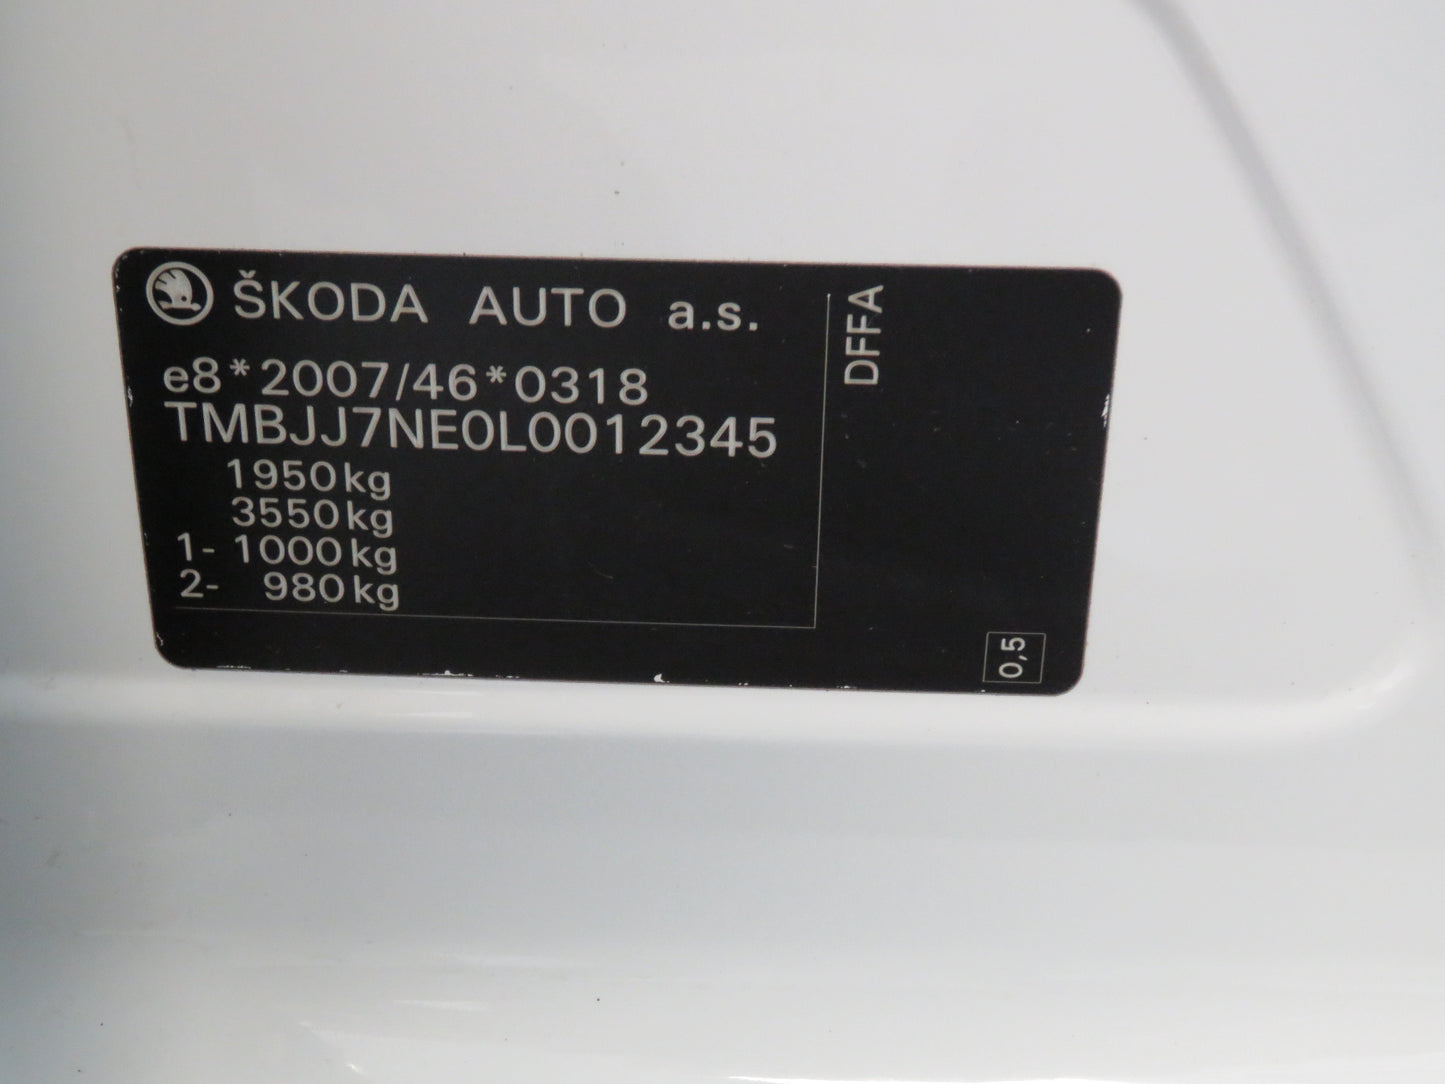 ŠKODA AUTO a.s.
e8*2007/46*0318
TMBJJ7NE0L0012345
1950kg
3550kg
1- 1000kg
2- 980kg
DFFA
0,5